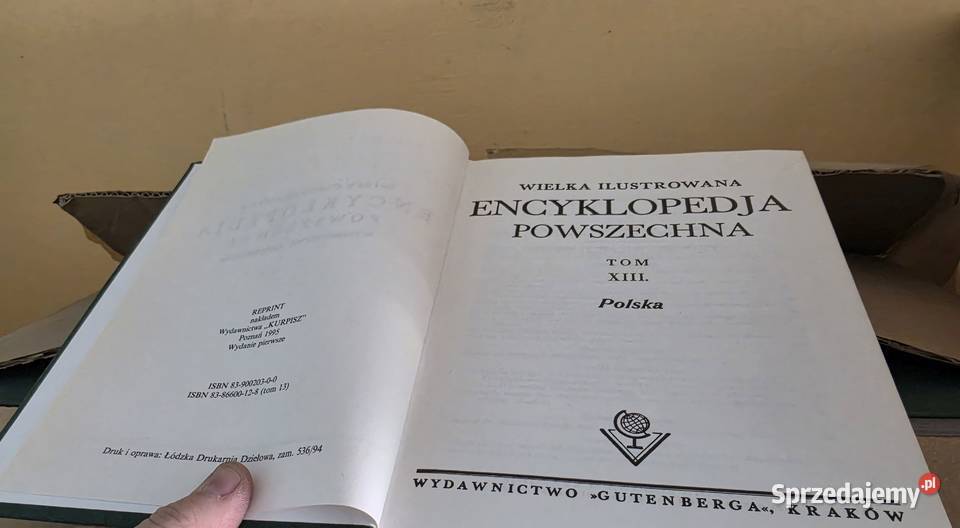 REPRINT
nakładem
Wydawnictwa „KURPISZ"
Poznań 1995
Wydanie pierwsze
ISBN 83-900203-0-0
ISBN 83-86600-12-8 (tom 13)
Druk i oprawa: Łódzka Drukarnia Dziełowa, zam. 536/94
WIELKA ILUSTROWANA
ENCYKLOPEDJA
POWSZECHNA
TOM
XIII.
Polska
WYDAWNICTWO »GUTENBERGA«, KRAKÓW
Sprzedajemy.pl